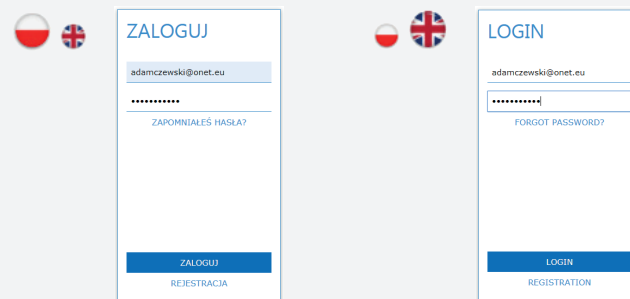 ZALOGUJ
adamczewski@onet.eu
•••••••••••
ZAPOMNIAŁEŚ HASŁA?
ZALOGUJ
REJESTRACJA
LOGIN
adamczewski@onet.eu
•••••••••••
FORGOT PASSWORD?
LOGIN
REGISTRATION